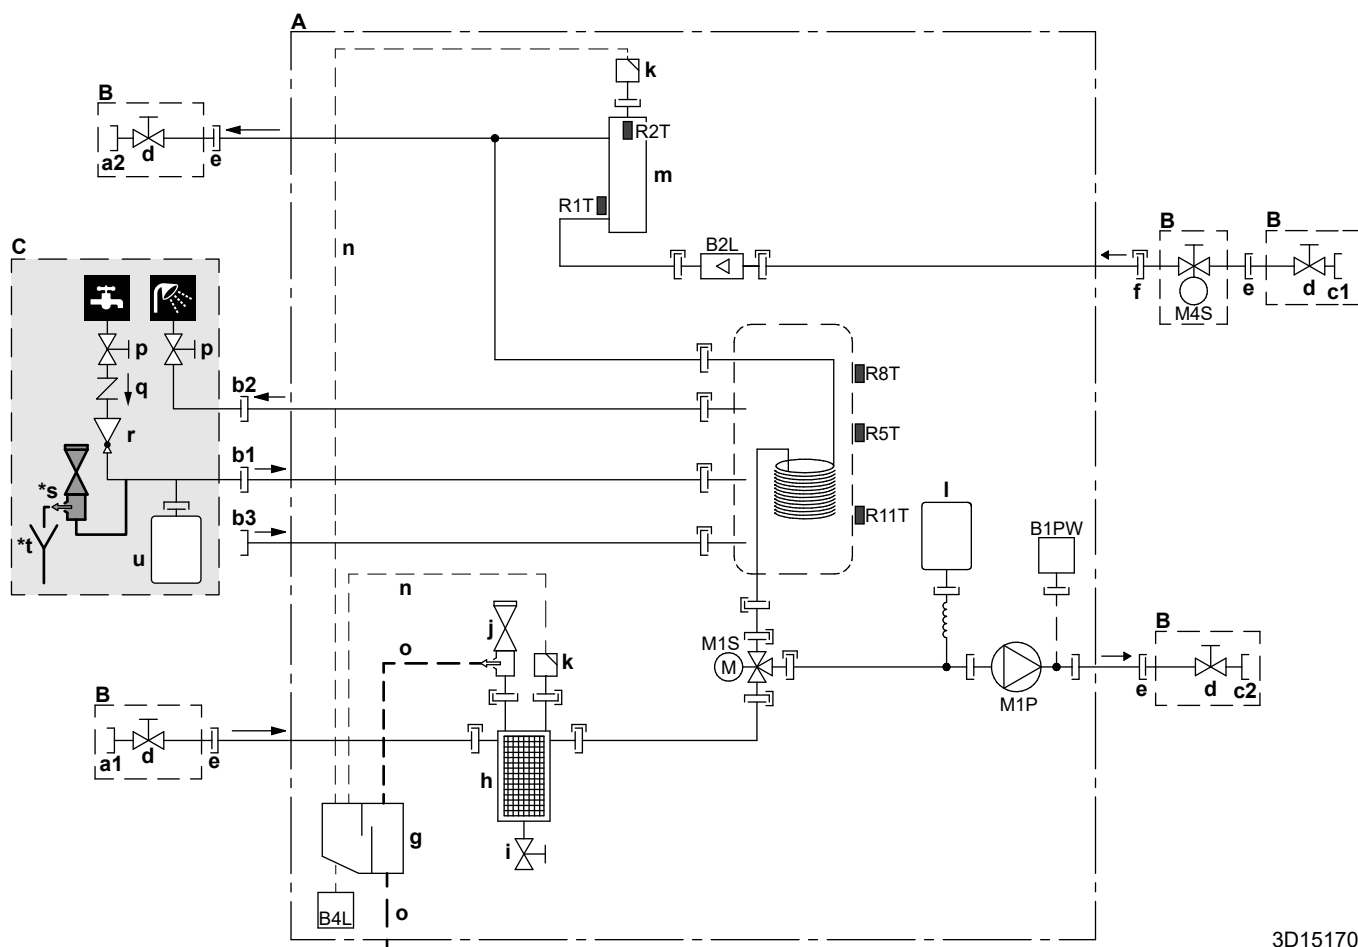 A
k
B
R2T
a2
d
e
m
R1T
C
n
B2L
B
B
f
e
d
c1
M4S
p
p
R8T
q
b2
r
R5T
b1
*s
l
R11T
b3
*t
B1PW
u
n
j
M1S
B
o
k
M
B
M1P
e
d
c2
a1
d
e
h
g
i
B4L
o
3D15170